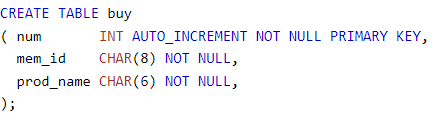 CREATE TABLE buy
( num INT AUTO_INCREMENT NOT NULL PRIMARY KEY,
mem_id CHAR(8) NOT NULL,
prod_name CHAR(6) NOT NULL,
);